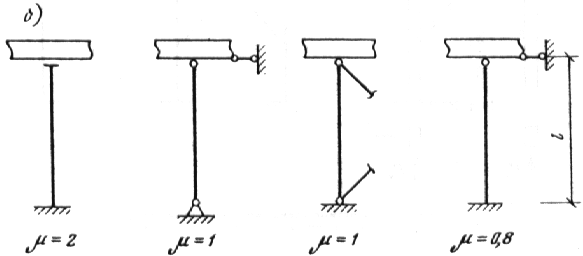 б)
l
μ = 2
μ = 1
μ = 1
μ = 0,8